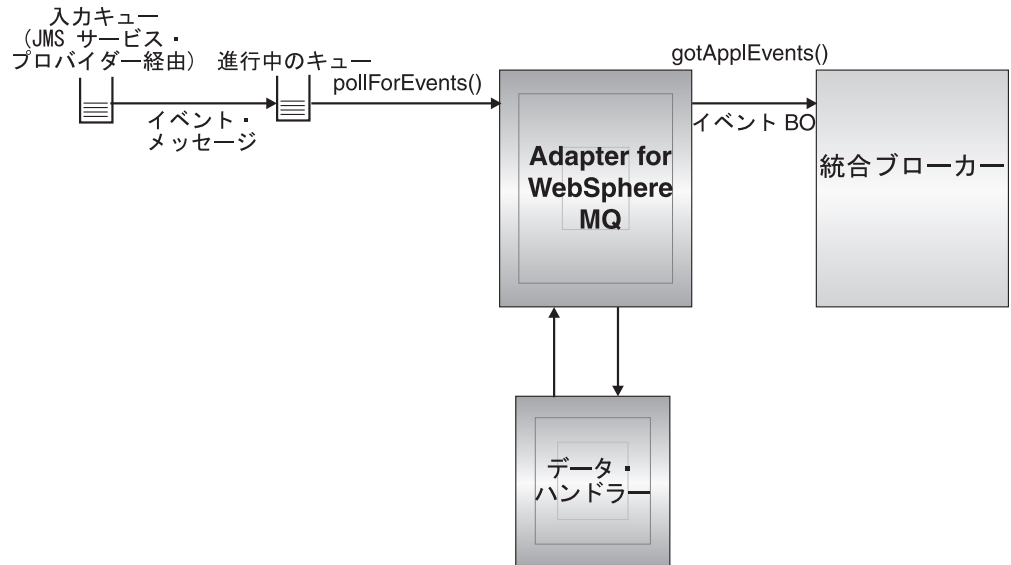 入力キュー
(JMS サービス・
プロバイダー経由)
進行中のキュー
イベント・
メッセージ
pollForEvents()
Adapter for
WebSphere
MQ
gotApplEvents()
イベント BO
統合ブローカー
データ・
ハンドラー